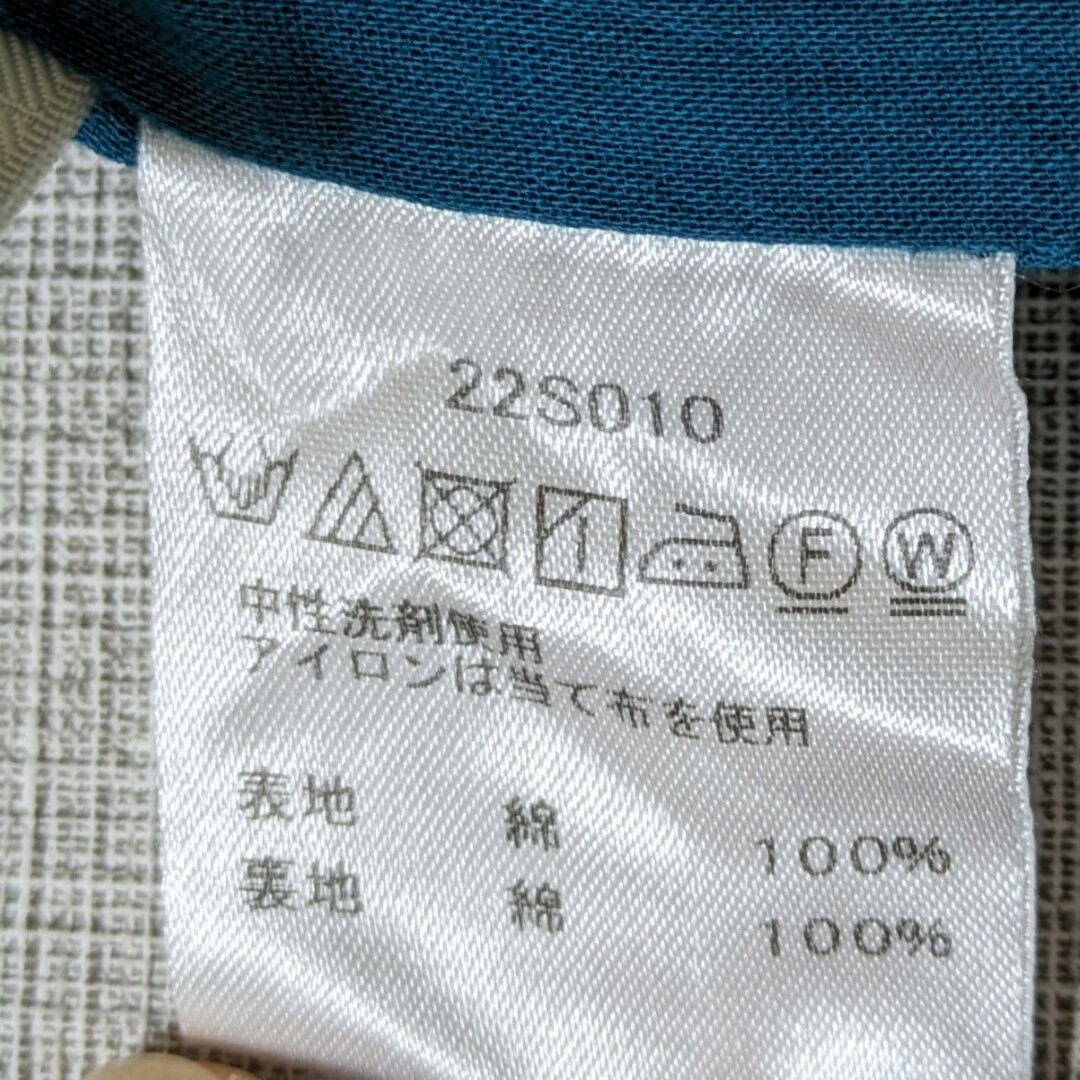 22S010
F W
中性洗剤使用
アイロンは当て布を使用
表地 綿 100%
裏地 綿 100%